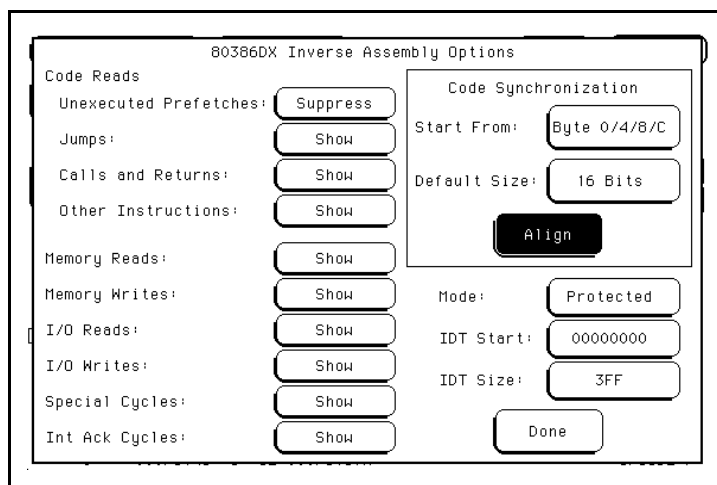 80386DX Inverse Assembly Options
Code Reads
Unexecuted Prefetches: Suppress
Jumps: Show
Calls and Returns: Show
Other Instructions: Show
Memory Reads: Show
Memory Writes: Show
I/O Reads: Show
I/O Writes: Show
Special Cycles: Show
Int Ack Cycles: Show
Code Synchronization
Start From: Byte 0/4/8/C
Default Size: 16 Bits
Align
Mode: Protected
IDT Start: 00000000
IDT Size: 3FF
Done